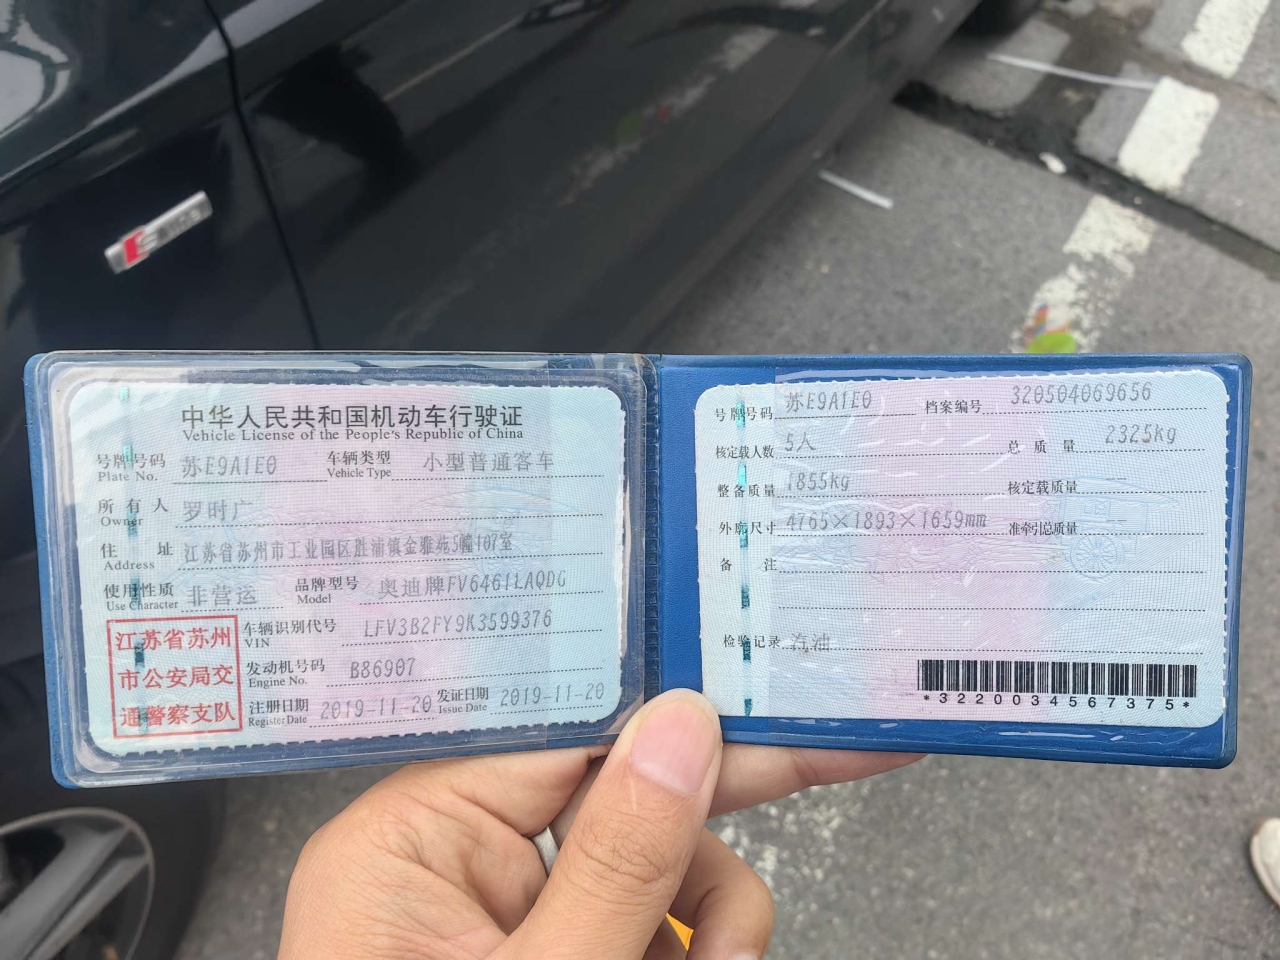 中华人民共和国机动车行驶证
Vehicle License of the People's Republic of China
号牌号码 苏E9A1E0 车辆类型 小型普通客车
Plate No. Vehicle Type
所有人 罗时广
Owner
住址 江苏省苏州市工业园区胜浦镇金雅苑5幢107室
Address
使用性质 非营运 品牌型号 奥迪牌FV6461LAQDG
Use Character Model
江苏省苏州
市公安局交
通警察支队
车辆识别代号 LFV3B2FY9K3599376
VIN
发动机号码 B86907
Engine No.
注册日期 2019-11-20 发证日期 2019-11-20
Register Date Issue Date
号牌号码 苏E9A1E0 档案编号 320504069656
核定载人数 5人 总质量 2325kg
整备质量 1855kg 核定载质量 --
外廓尺寸 4765×1893×1659mm 准牵引总质量 --
备注
检验记录 汽油
*3220034567375*